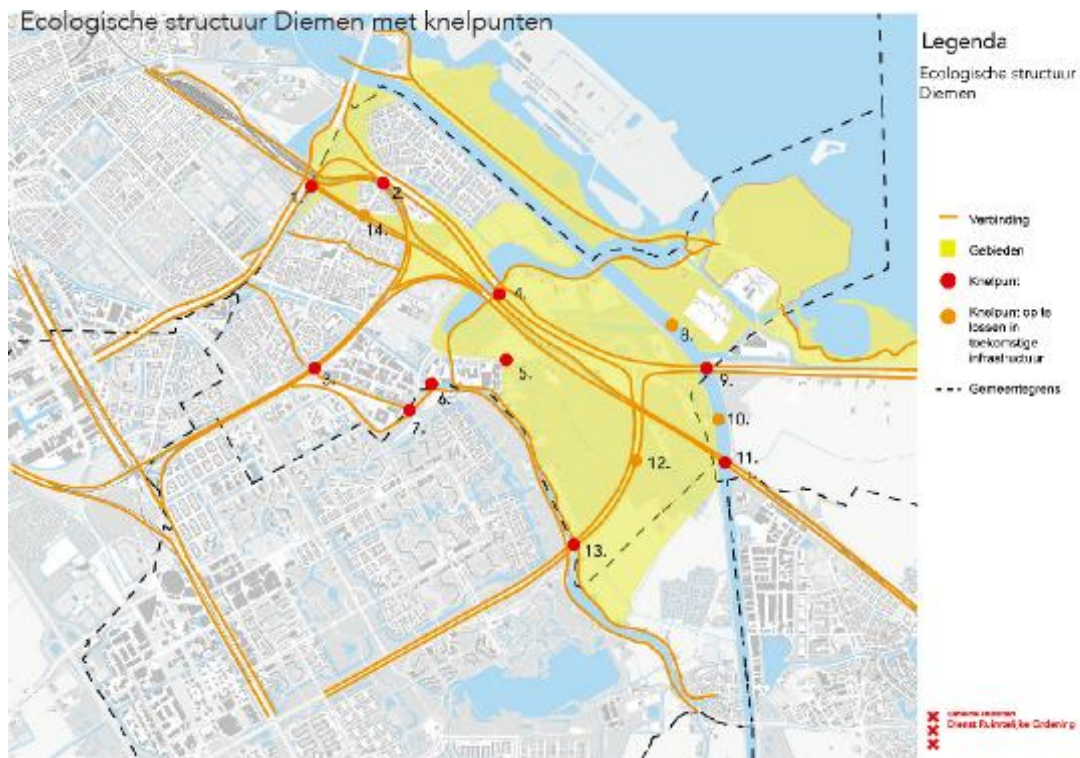 Ecologische structuur Diemen met knelpunten
Legenda
Ecologische structuur
Diemen
Verbinding
Gebieden
Knelpunt
Knelpunt op te
lossen in
toekomstige
infrastructuur
Gemeentegrens
1.
2.
14.
4.
3.
5.
6.
7.
8.
9.
10.
11.
12.
13.
Dienst Ruimtelijke Ordening